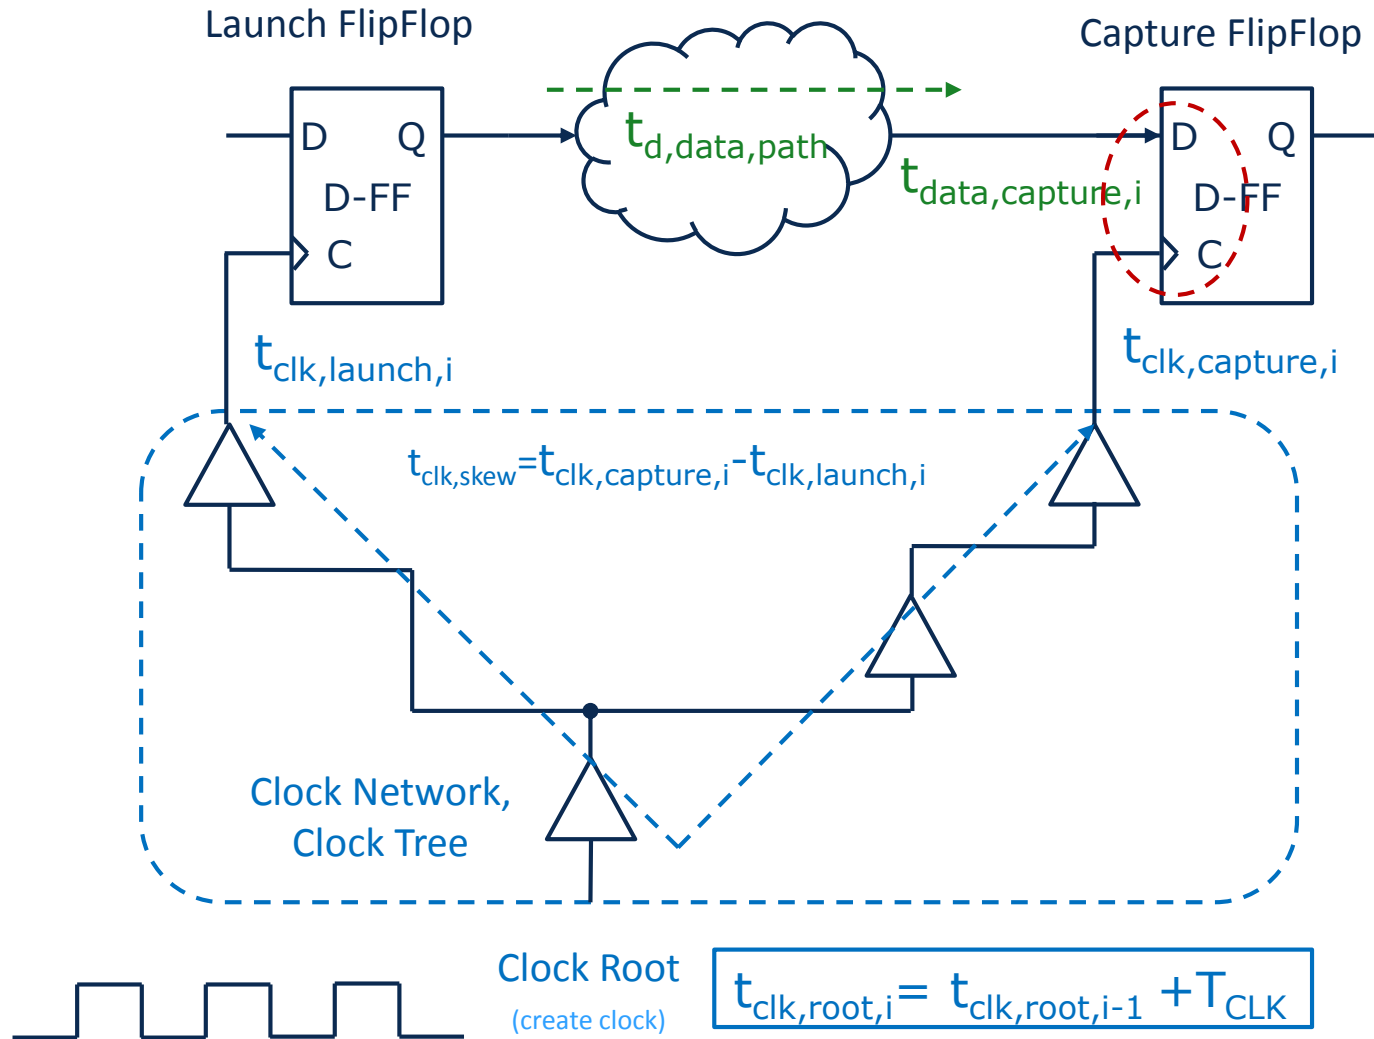 Launch FlipFlop
Capture FlipFlop
D Q
D-FF
C
t_d,data,path
t_data,capture,i
D Q
D-FF
C
t_clk,launch,i
t_clk,capture,i
t_clk,skew=t_clk,capture,i-t_clk,launch,i
Clock Network,
Clock Tree
Clock Root
(create clock)
t_clk,root,i= t_clk,root,i-1 +T_CLK